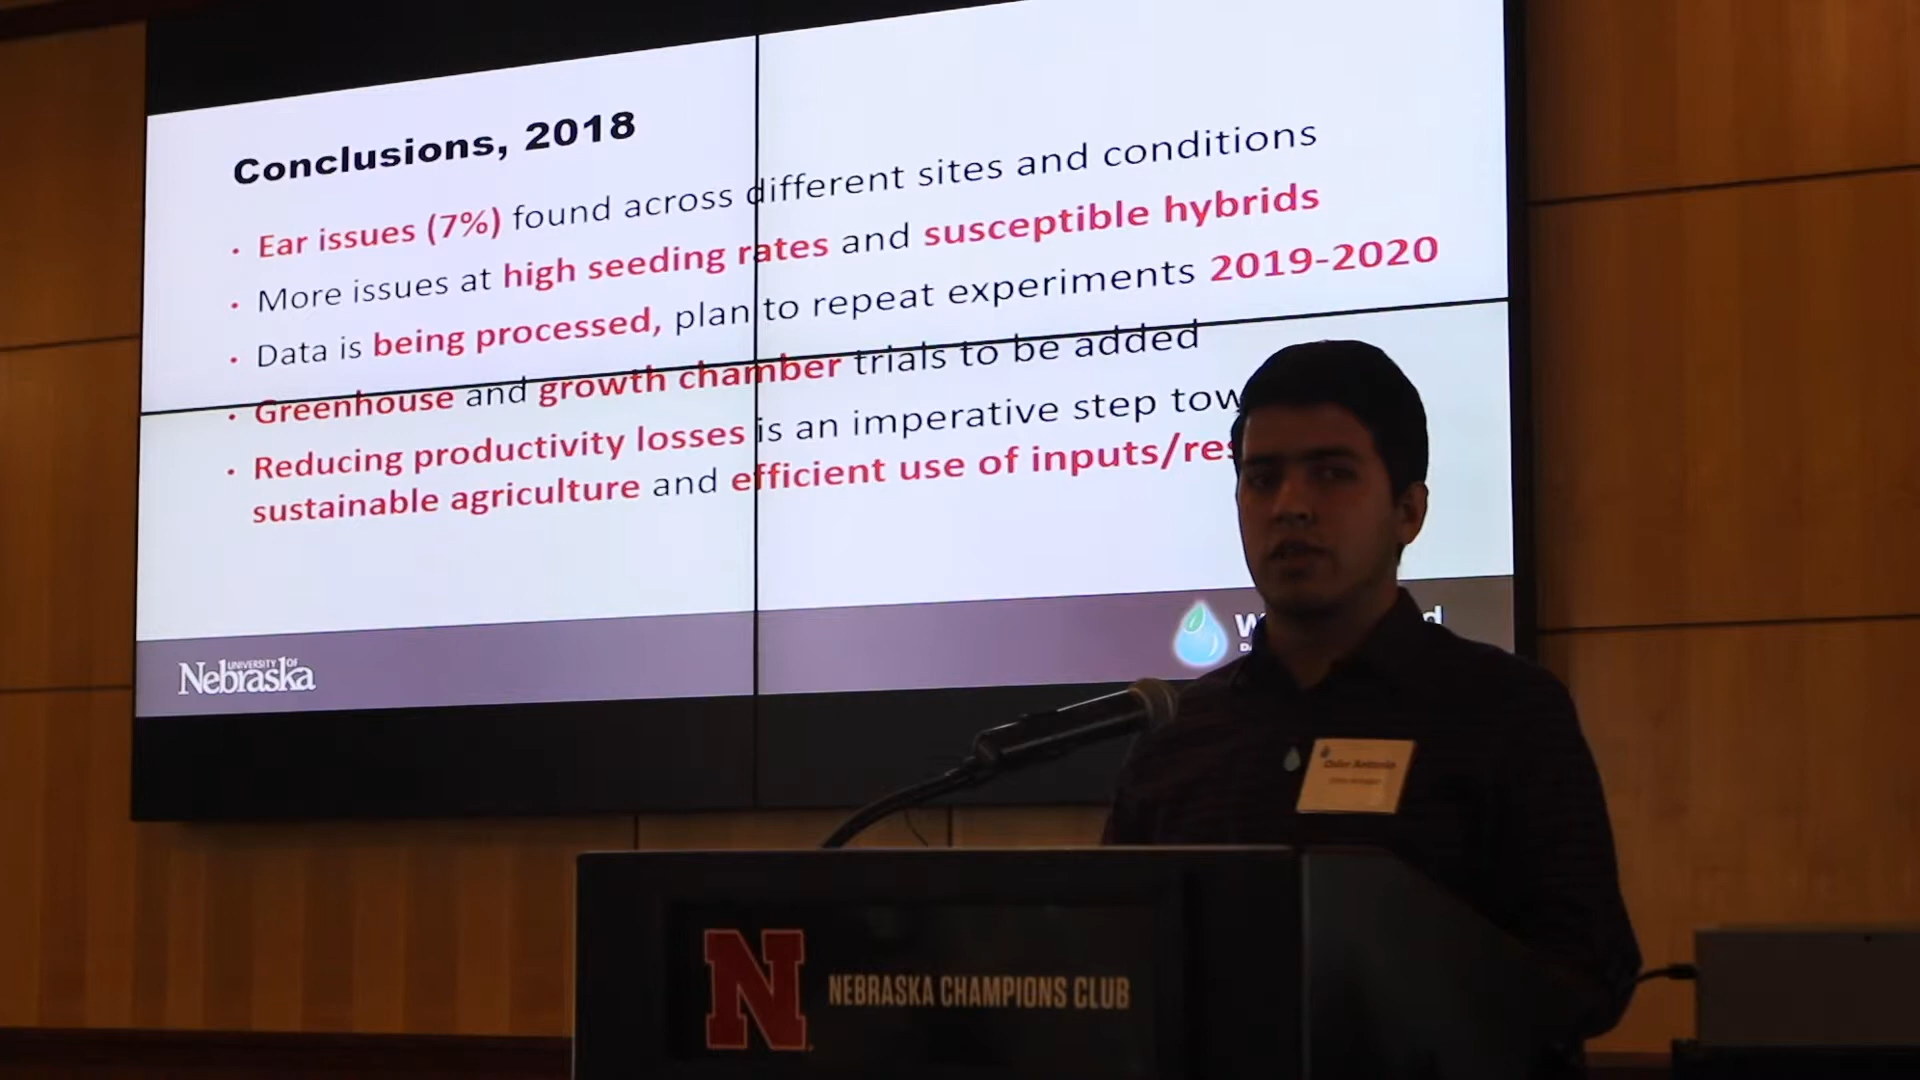 Conclusions, 2018
• Ear issues (7%) found across different sites and conditions
• More issues at high seeding rates and susceptible hybrids
• Data is being processed, plan to repeat experiments 2019-2020
• Greenhouse and growth chamber trials to be added
• Reducing productivity losses is an imperative step tow
sustainable agriculture and efficient use of inputs/res
UNIVERSITY OF
Nebraska
Antonio
N
NEBRASKA CHAMPIONS CLUB